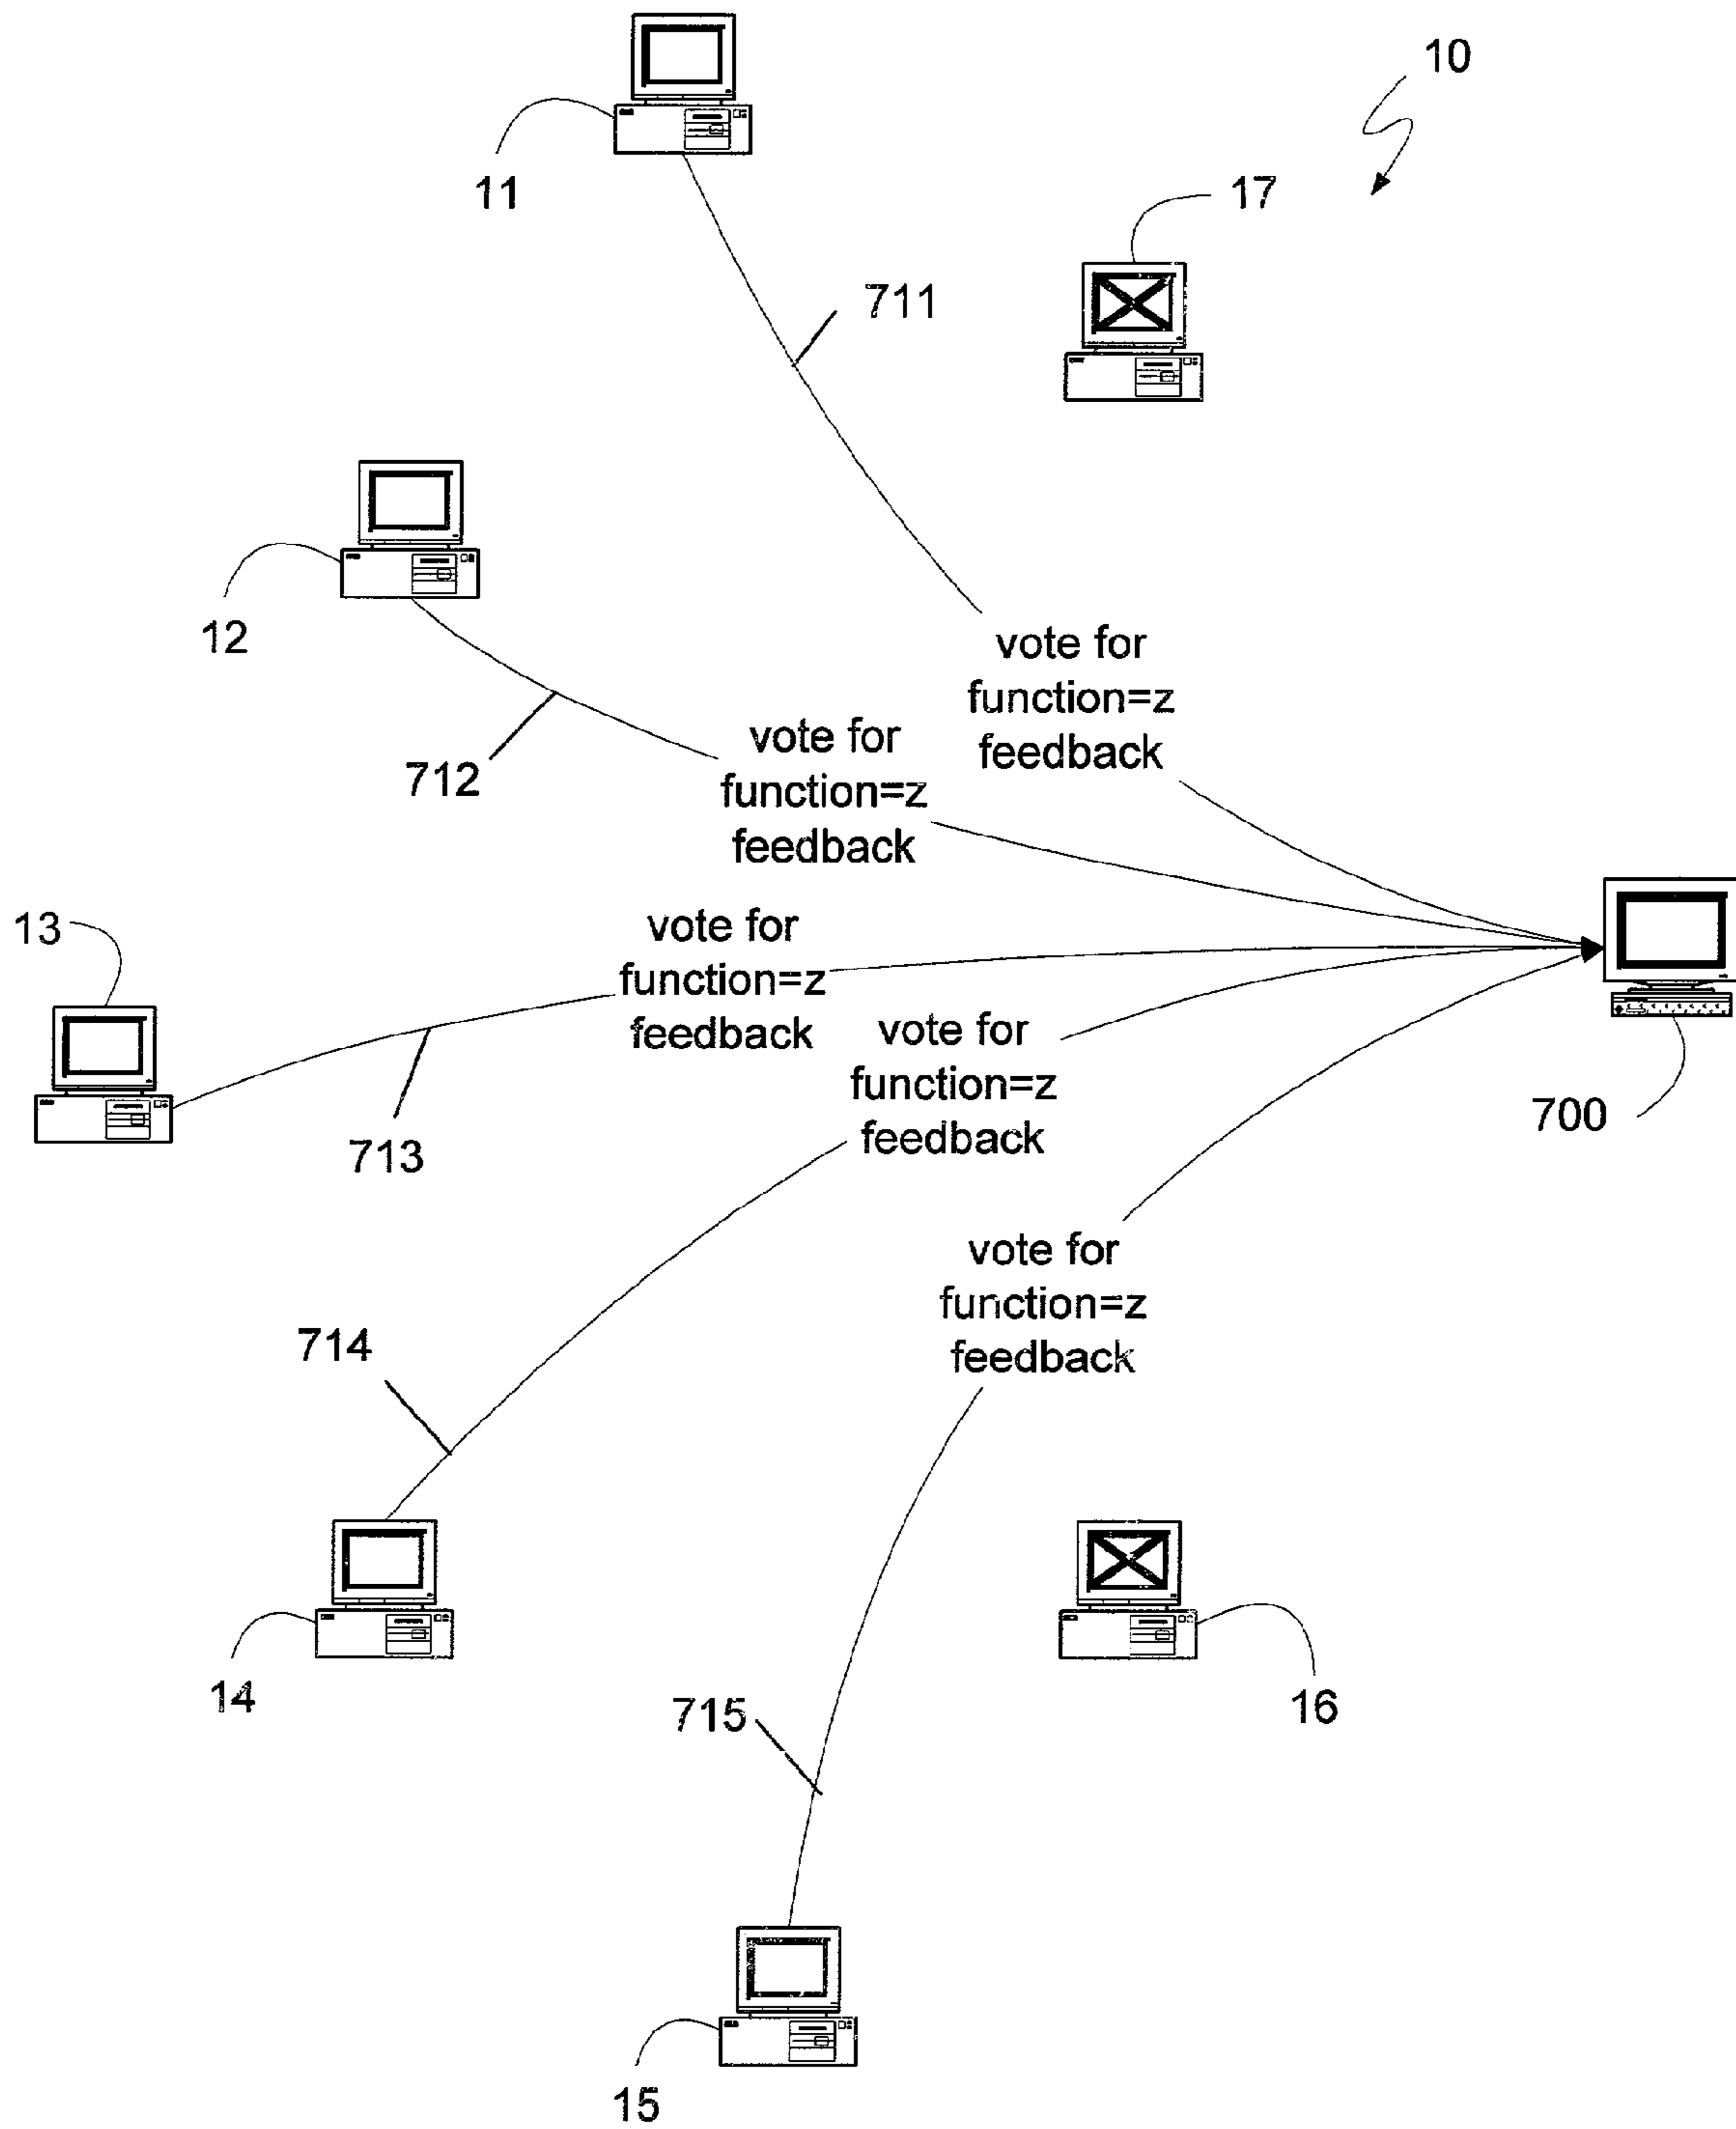 10
11
17
711
vote for
function=z
feedback
12
712
vote for
function=z
feedback
13
vote for
function=z
feedback
713
vote for
function=z
feedback
700
vote for
function=z
feedback
714
14
715
16
15